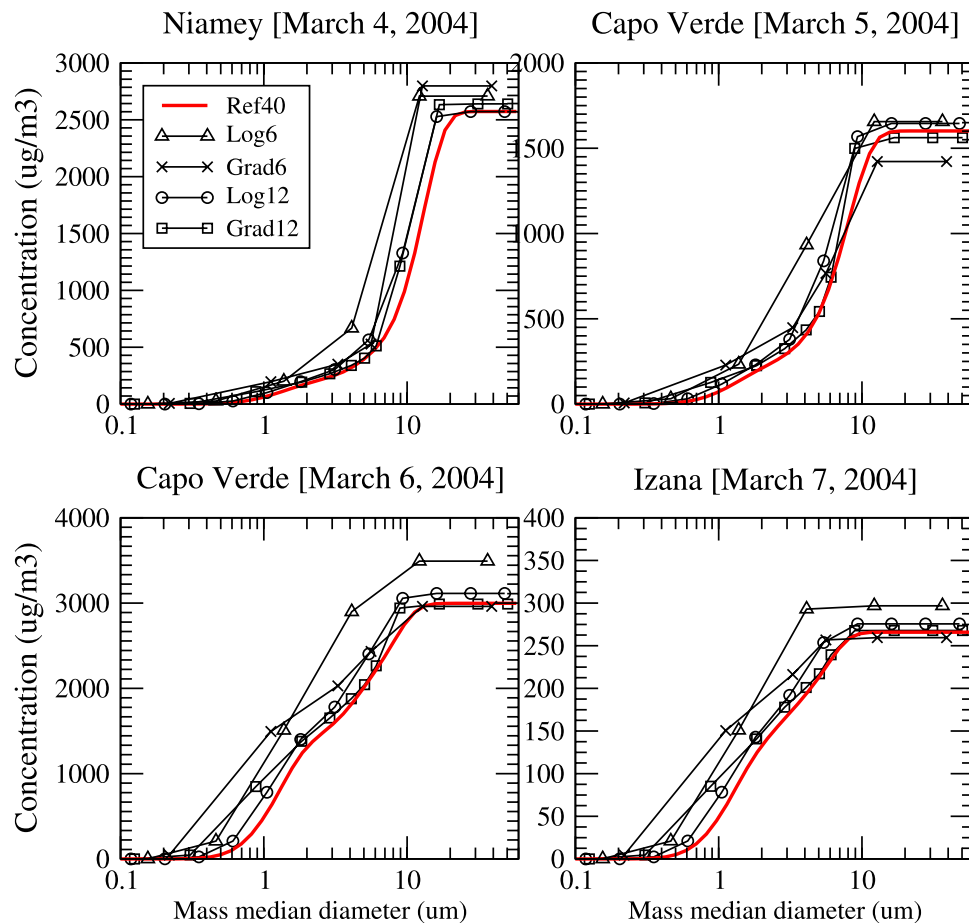 Niamey [March 4, 2004]
Capo Verde [March 5, 2004]
Concentration (ug/m3)
3000
2500
2000
1500
1000
500
0
0.1
1
10
Ref40
Log6
Grad6
Log12
Grad12
2000
1500
1000
500
0
0.1
1
10
Capo Verde [March 6, 2004]
Izana [March 7, 2004]
Concentration (ug/m3)
4000
3000
2000
1000
0
0.1
1
10
Mass median diameter (um)
400
350
300
250
200
150
100
50
0
0.1
1
10
Mass median diameter (um)